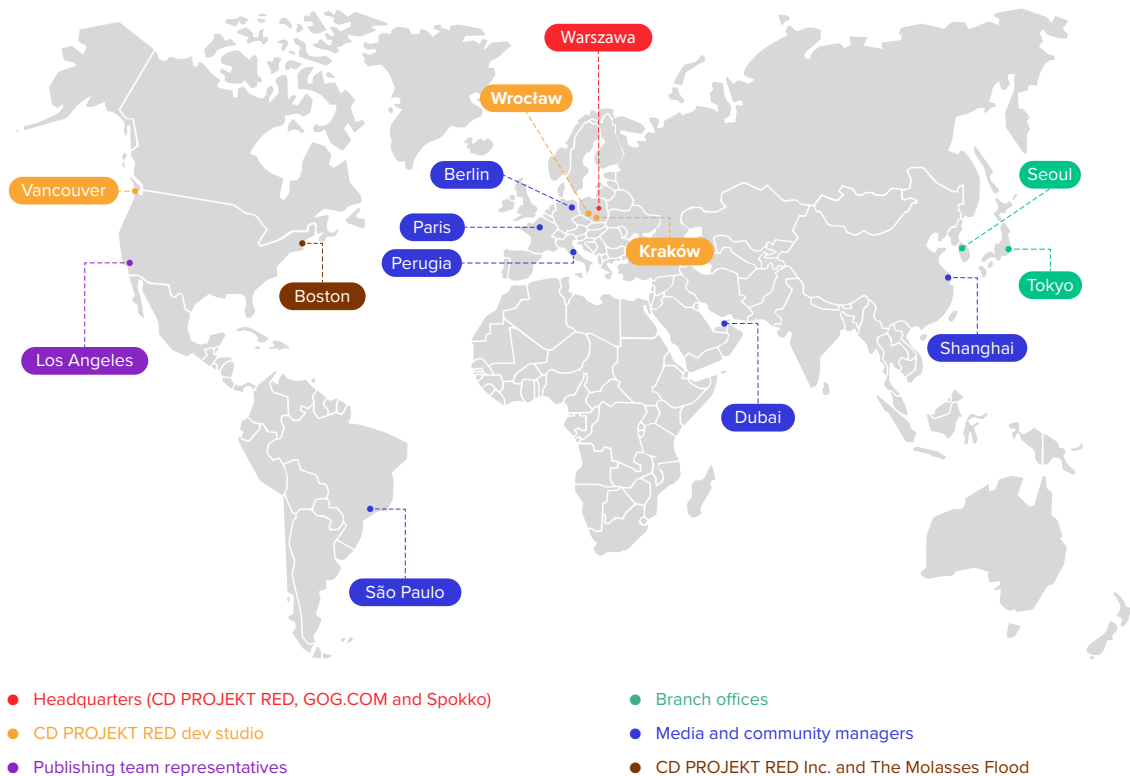 Warszawa
Wrocław
Berlin
Seoul
Vancouver
Paris
Kraków
Perugia
Tokyo
Boston
Shanghai
Los Angeles
Dubai
São Paulo
Headquarters (CD PROJEKT RED, GOG.COM and Spokko)
CD PROJEKT RED dev studio
Publishing team representatives
Branch offices
Media and community managers
CD PROJEKT RED Inc. and The Molasses Flood